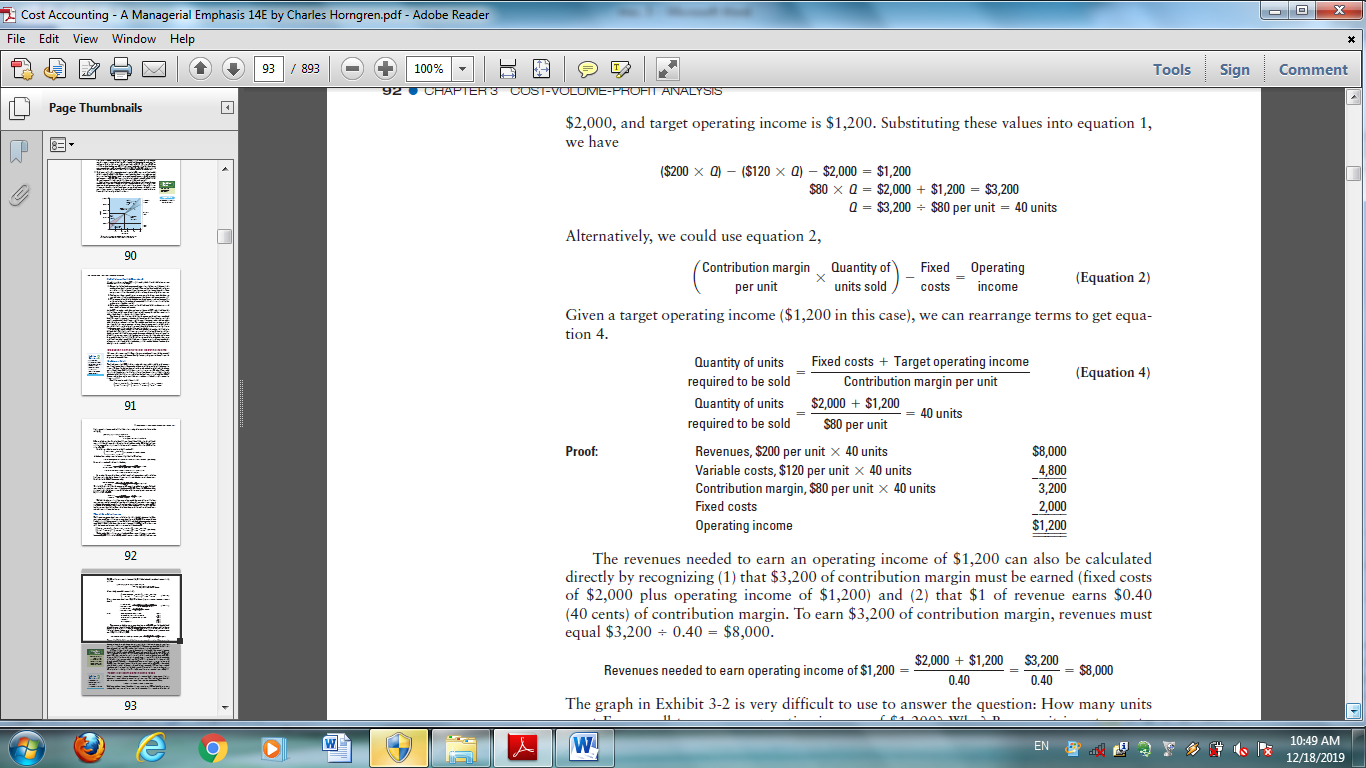 Cost Accounting - A Managerial Emphasis 14E by Charles Horngren.pdf - Adobe Reader
File Edit View Window Help
93 / 893 100% Tools Sign Comment
Page Thumbnails
90
91
92
93
92 ● CHAPTER 3 COST-VOLUME-PROFIT ANALYSIS
$2,000, and target operating income is $1,200. Substituting these values into equation 1,
we have
($200 × Q) − ($120 × Q) − $2,000 = $1,200
$80 × Q = $2,000 + $1,200 = $3,200
Q = $3,200 ÷ $80 per unit = 40 units
Alternatively, we could use equation 2,
(Contribution margin per unit × Quantity of units sold) − Fixed costs = Operating income (Equation 2)
Given a target operating income ($1,200 in this case), we can rearrange terms to get equa-
tion 4.
Quantity of units required to be sold = Fixed costs + Target operating income / Contribution margin per unit (Equation 4)
Quantity of units required to be sold = $2,000 + $1,200 / $80 per unit = 40 units
Proof: Revenues, $200 per unit × 40 units $8,000
Variable costs, $120 per unit × 40 units 4,800
Contribution margin, $80 per unit × 40 units 3,200
Fixed costs 2,000
Operating income $1,200
The revenues needed to earn an operating income of $1,200 can also be calculated
directly by recognizing (1) that $3,200 of contribution margin must be earned (fixed costs
of $2,000 plus operating income of $1,200) and (2) that $1 of revenue earns $0.40
(40 cents) of contribution margin. To earn $3,200 of contribution margin, revenues must
equal $3,200 ÷ 0.40 = $8,000.
Revenues needed to earn operating income of $1,200 = $2,000 + $1,200 / 0.40 = $3,200 / 0.40 = $8,000
The graph in Exhibit 3-2 is very difficult to use to answer the question: How many units
EN
10:49 AM
12/18/2019